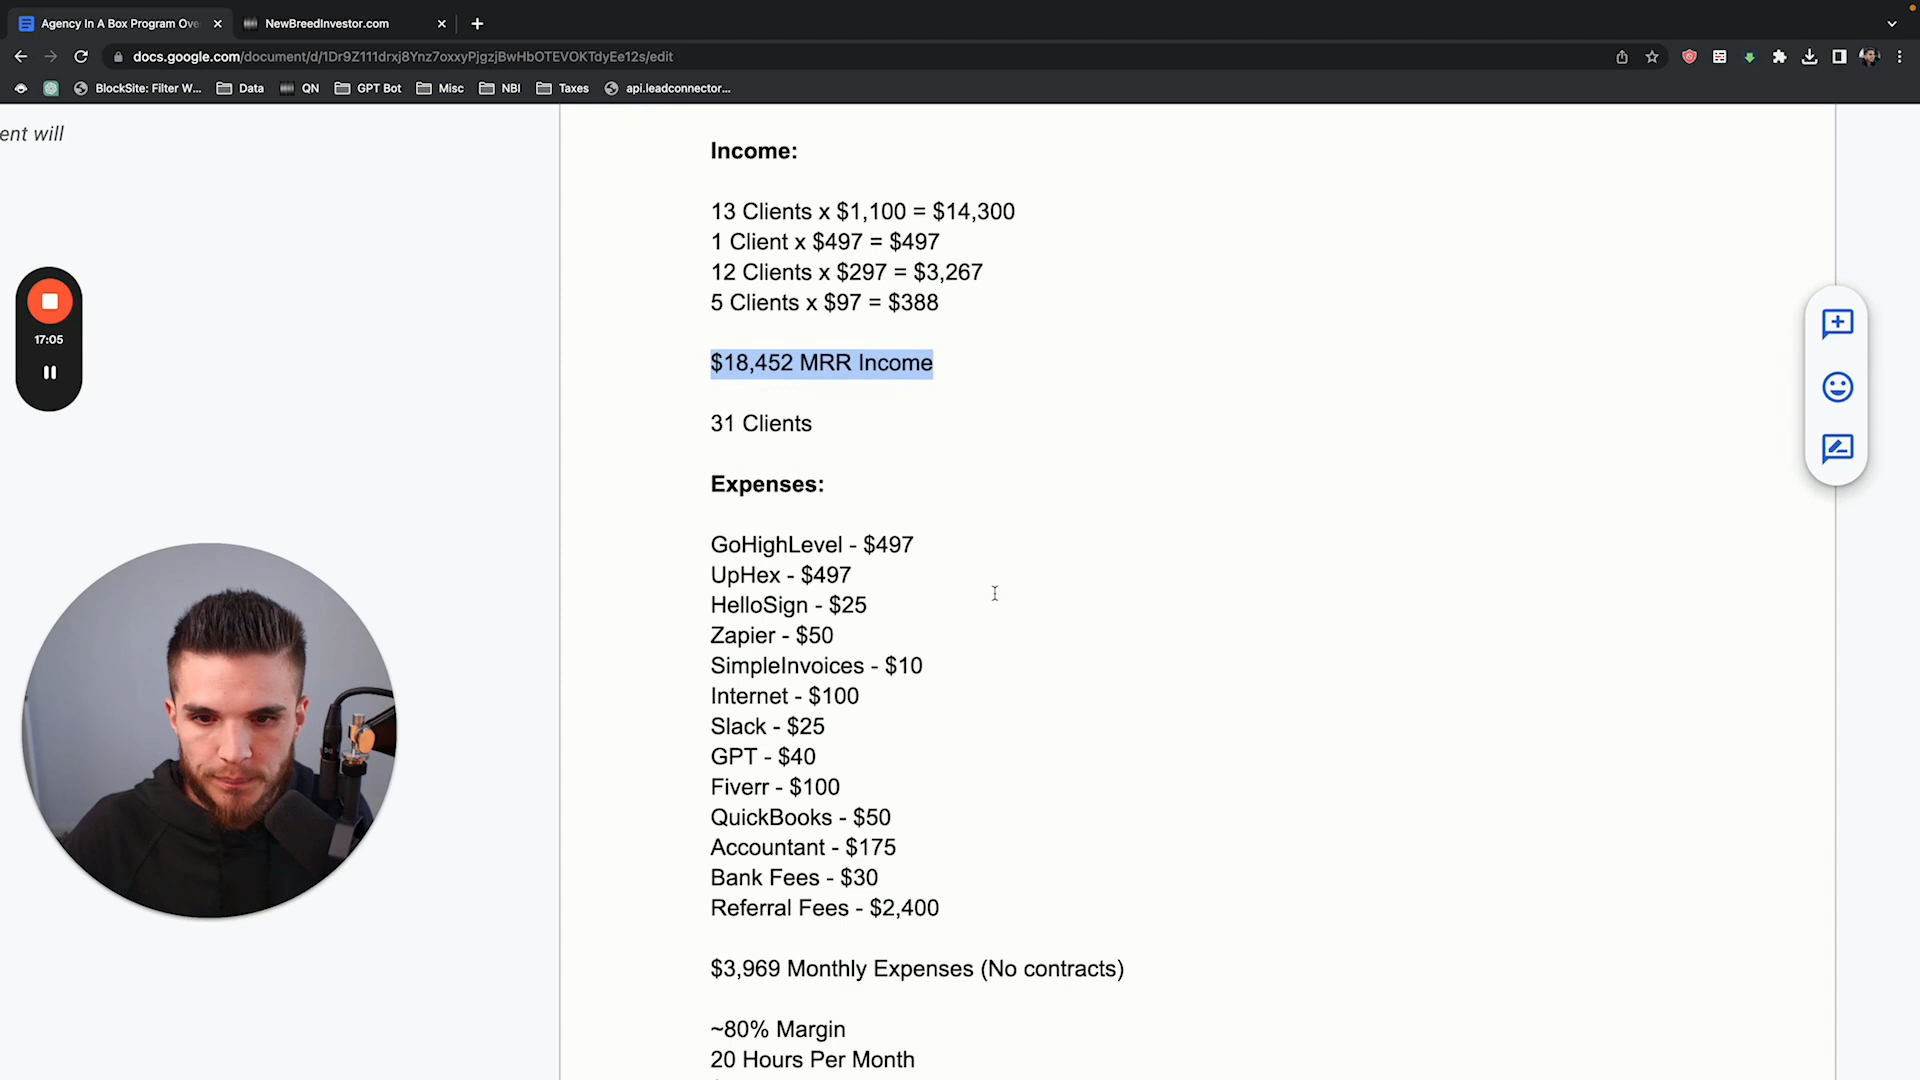 Agency In A Box Program Ove
NewBreedInvestor.com
docs.google.com/document/d/1Dr9Z111drxj8Ynz7oxxyPjgzjBwHbOTEVOKTdyEe12s/edit
BlockSite: Filter W...
Data
QN
GPT Bot
Misc
NBI
Taxes
api.leadconnector...
ent will
17:05
Income:
13 Clients x $1,100 = $14,300
1 Client x $497 = $497
12 Clients x $297 = $3,267
5 Clients x $97 = $388
$18,452 MRR Income
31 Clients
Expenses:
GoHighLevel - $497
UpHex - $497
HelloSign - $25
Zapier - $50
SimpleInvoices - $10
Internet - $100
Slack - $25
GPT - $40
Fiverr - $100
QuickBooks - $50
Accountant - $175
Bank Fees - $30
Referral Fees - $2,400
$3,969 Monthly Expenses (No contracts)
~80% Margin
20 Hours Per Month